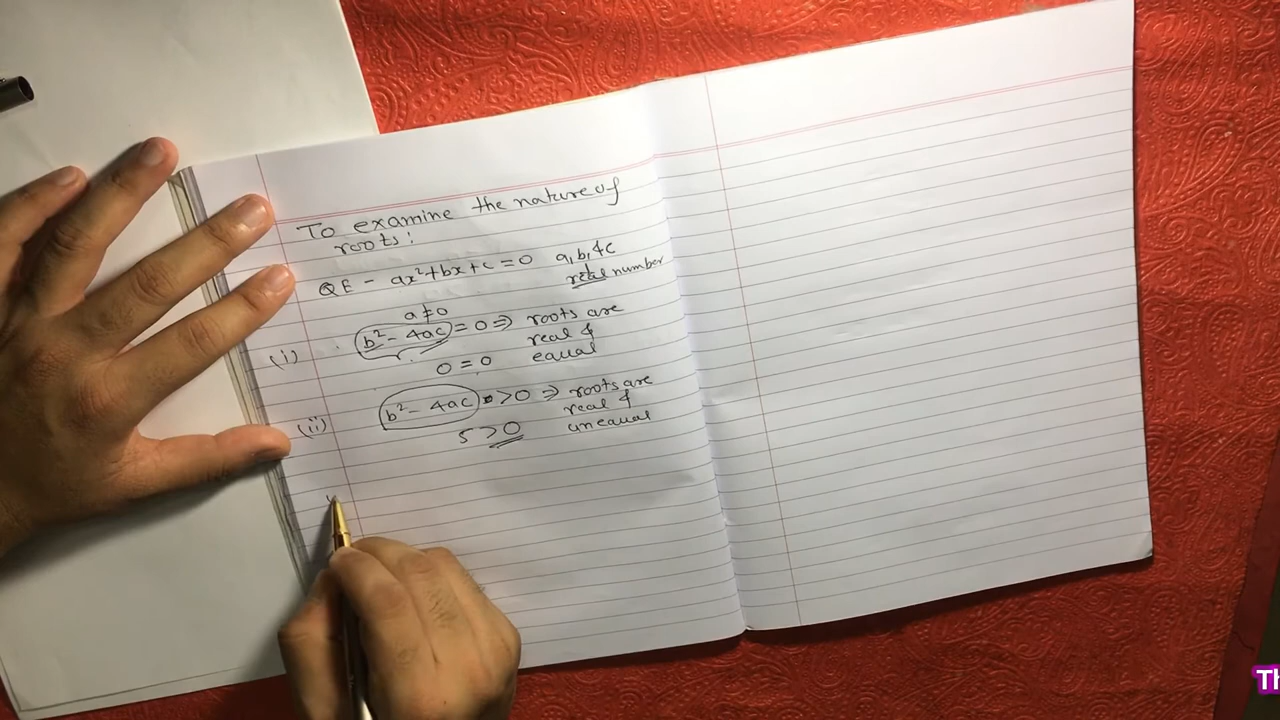 To examine the nature of
roots:
QE - ax²+bx+c=0 a,b,&c
real number
a≠0
(i) b²-4ac=0⇒ roots are
real &
0=0 equal
(ii) b²-4ac >0 ⇒ roots are
real &
5>0 unequal
Th